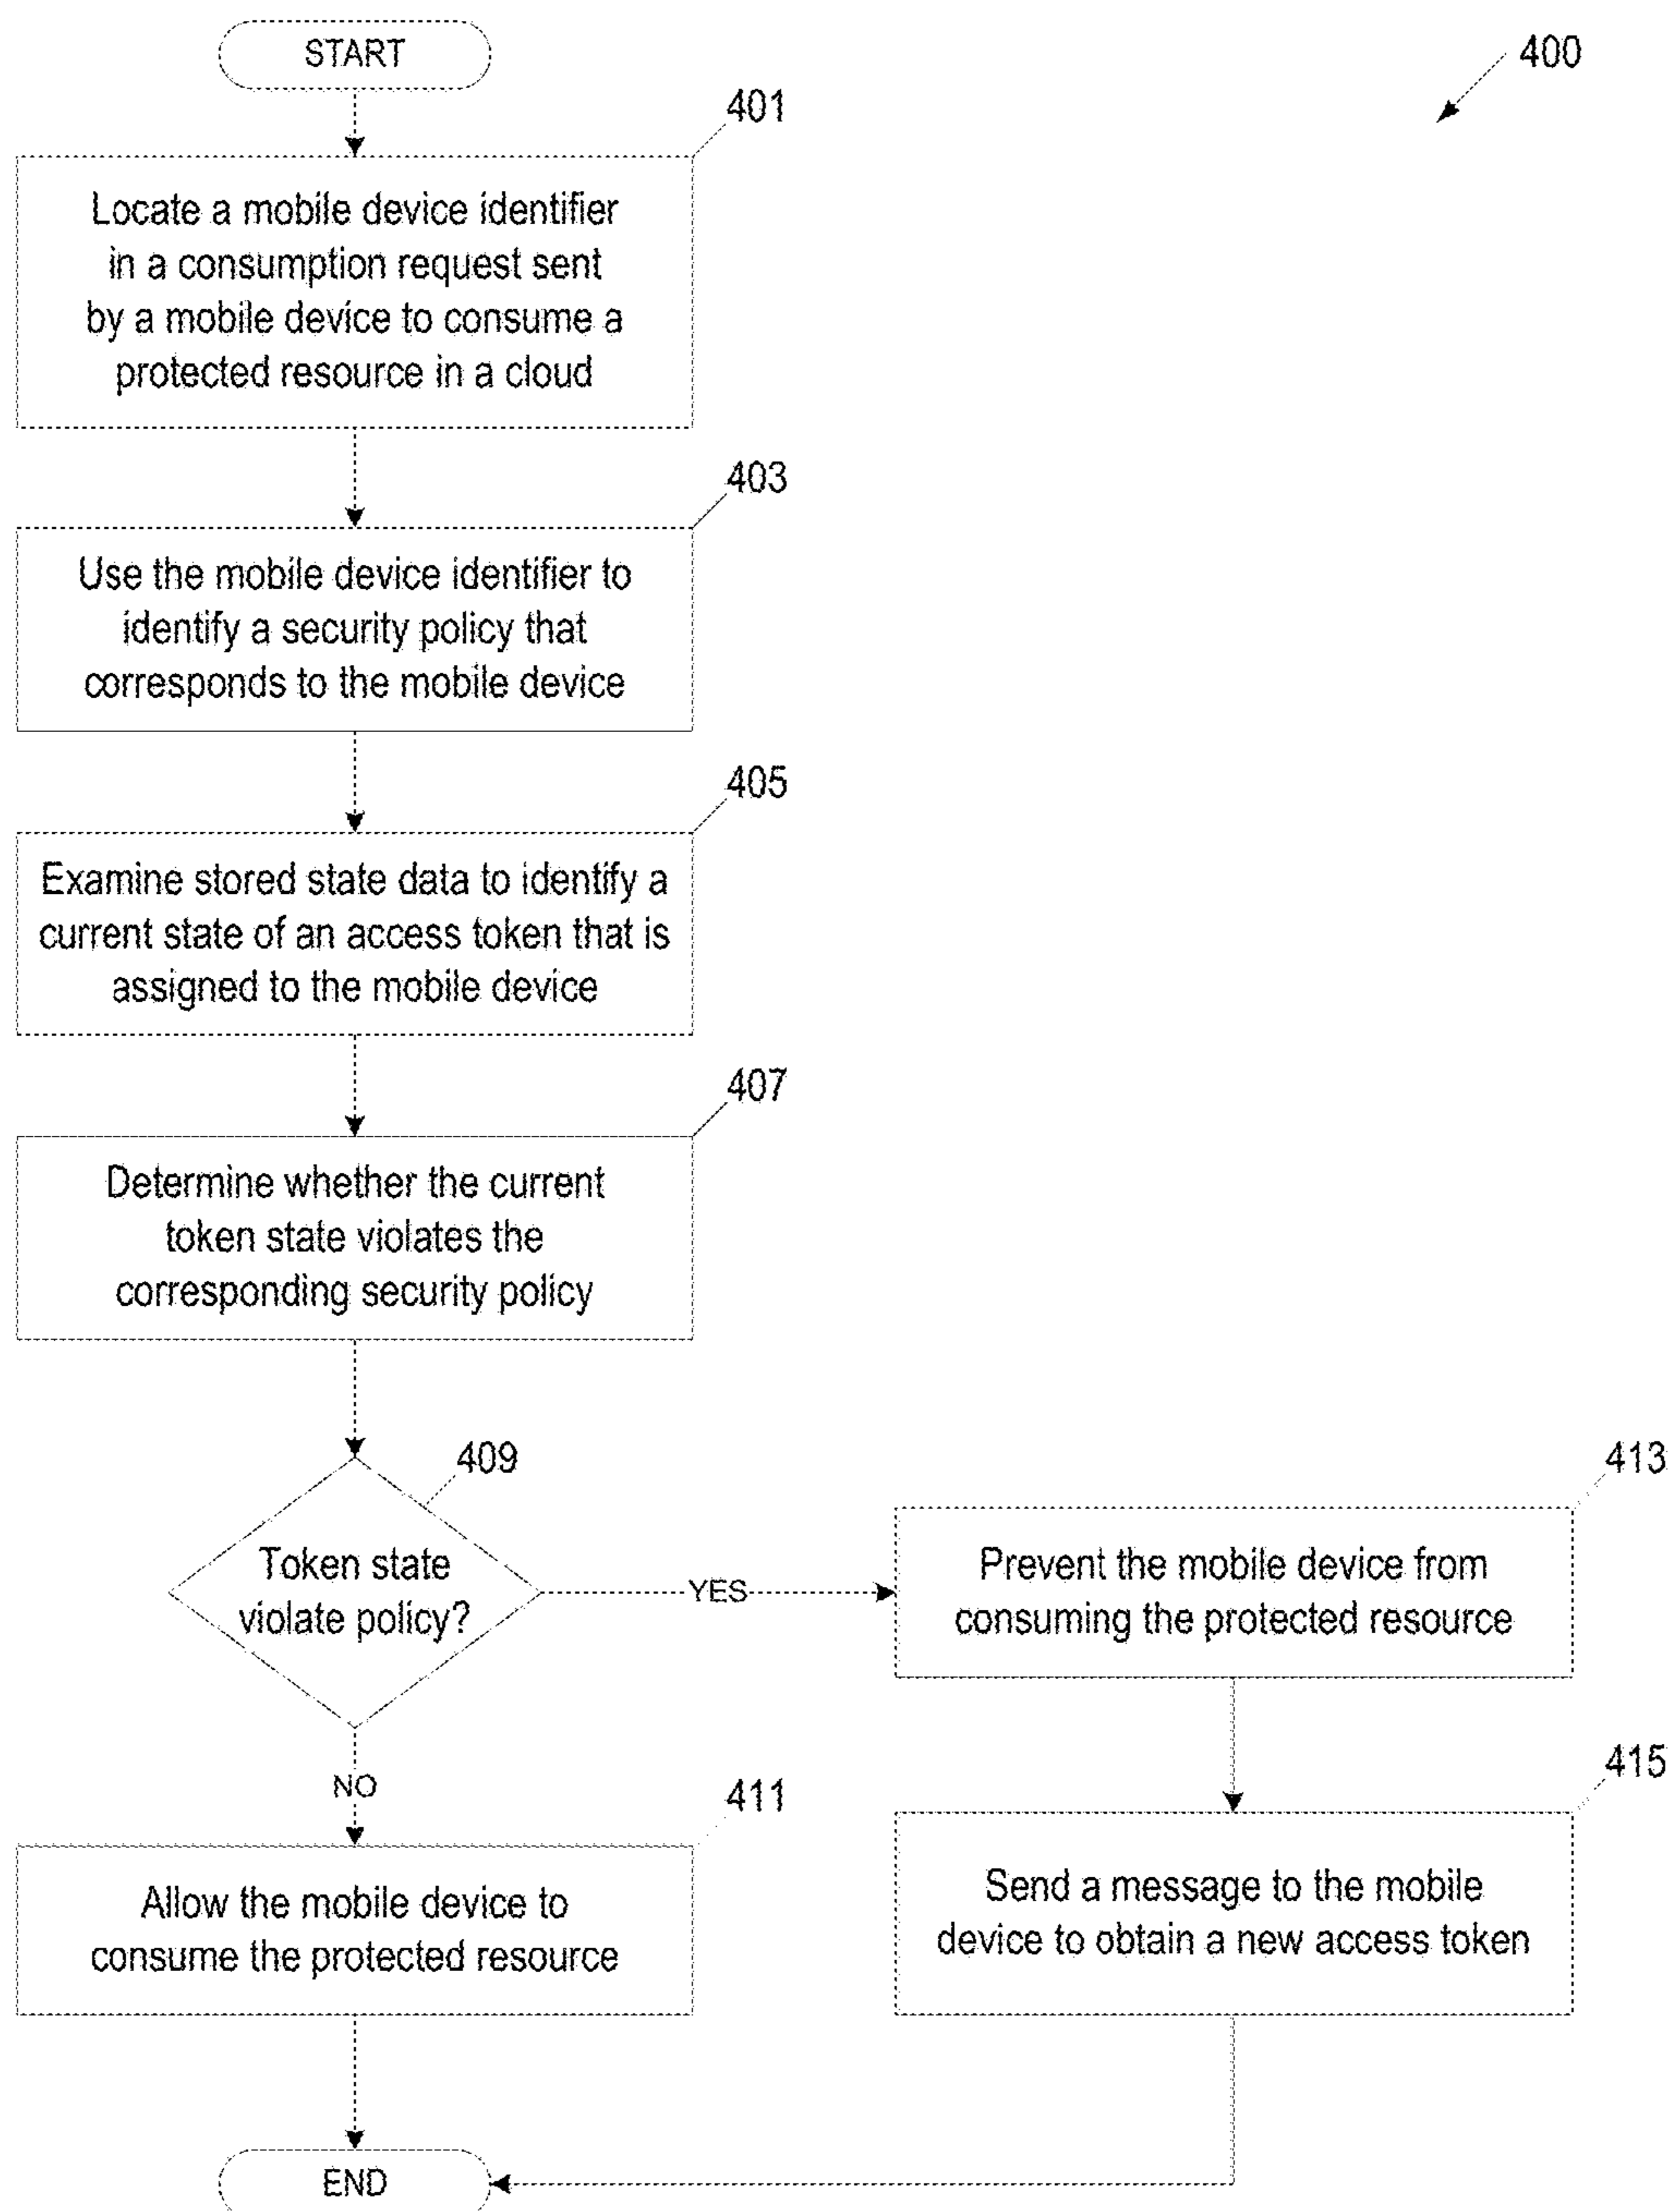 START
400
401
Locate a mobile device identifier
in a consumption request sent
by a mobile device to consume a
protected resource in a cloud
403
Use the mobile device identifier to
identify a security policy that
corresponds to the mobile device
405
Examine stored state data to identify a
current state of an access token that is
assigned to the mobile device
407
Determine whether the current
token state violates the
corresponding security policy
409
Token state
violate policy?
YES
413
Prevent the mobile device from
consuming the protected resource
NO
411
Allow the mobile device to
consume the protected resource
415
Send a message to the mobile
device to obtain a new access token
END